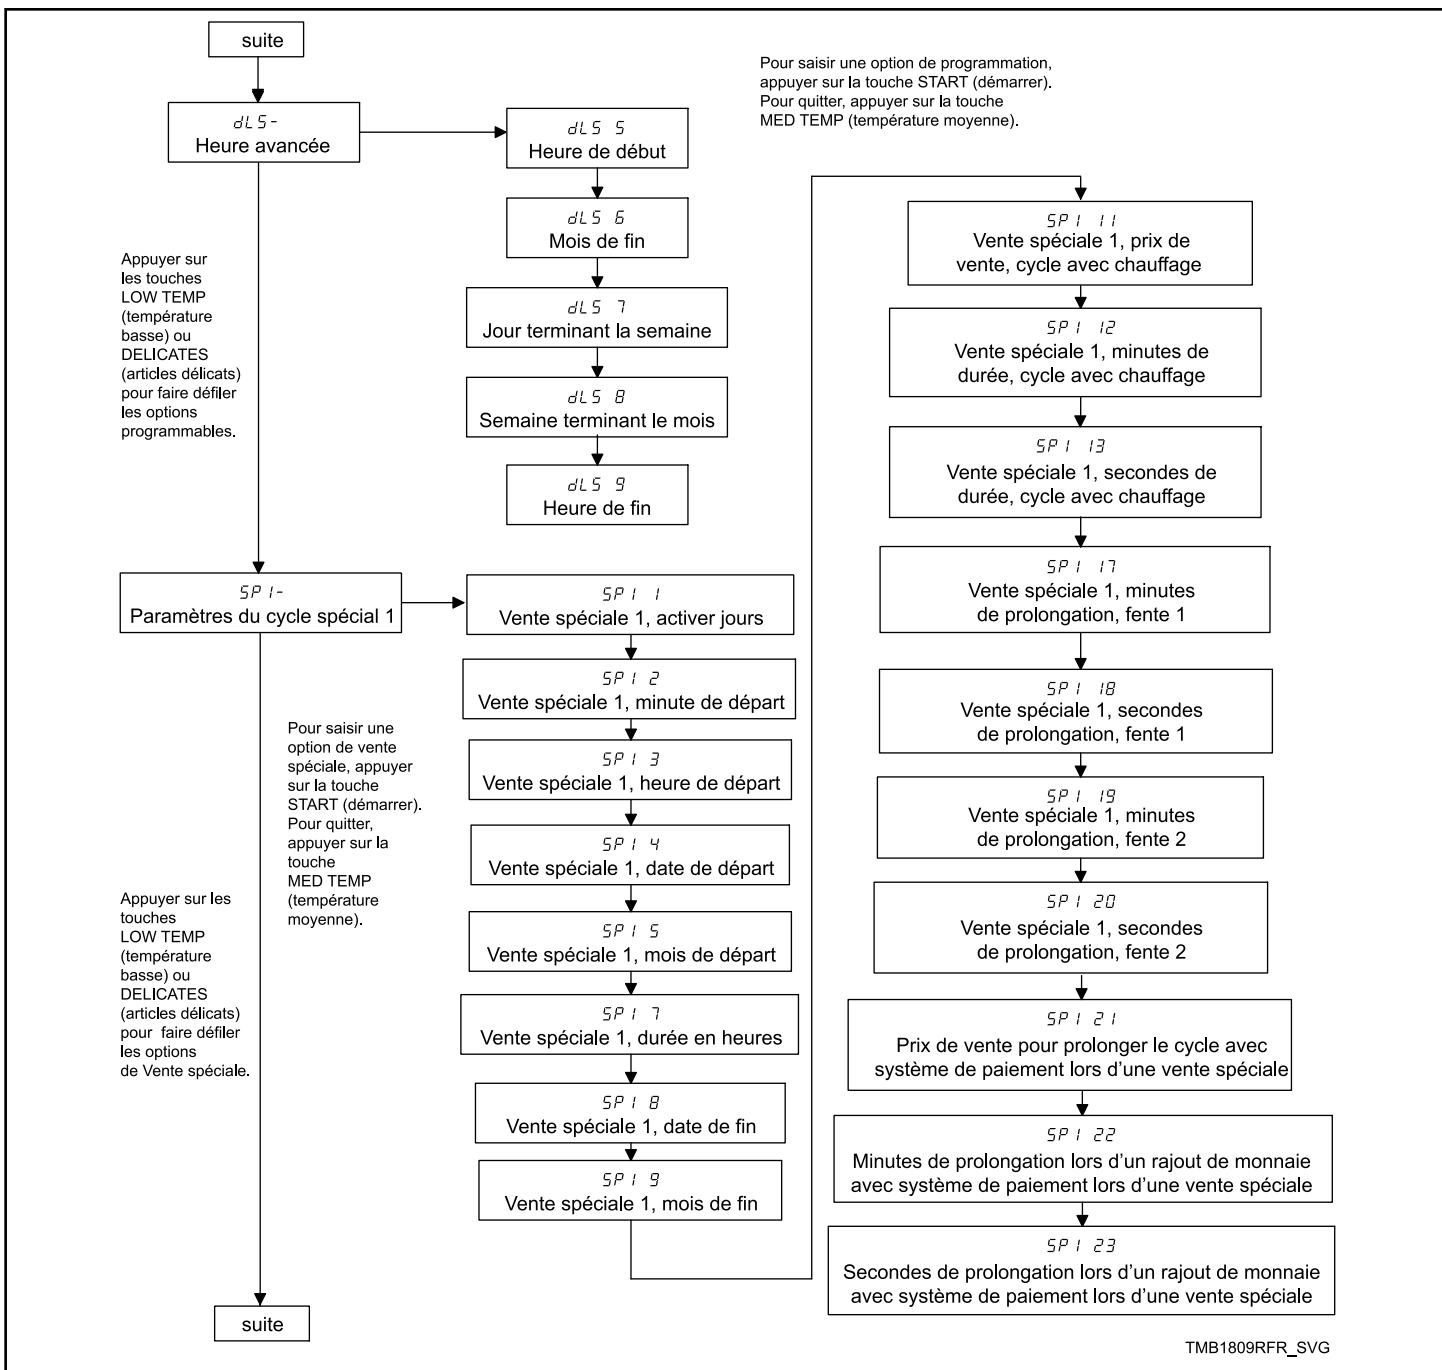 suite
Pour saisir une option de programmation,
appuyer sur la touche START (démarrer).
Pour quitter, appuyer sur la touche
MED TEMP (température moyenne).
dLS-
Heure avancée
dLS 5
Heure de début
dLS 6
Mois de fin
dLS 7
Jour terminant la semaine
dLS 8
Semaine terminant le mois
dLS 9
Heure de fin
Appuyer sur
les touches
LOW TEMP
(température
basse) ou
DELICATES
(articles délicats)
pour faire défiler
les options
programmables.
SP1-
Paramètres du cycle spécial 1
SP1 1
Vente spéciale 1, activer jours
SP1 2
Vente spéciale 1, minute de départ
SP1 3
Vente spéciale 1, heure de départ
SP1 4
Vente spéciale 1, date de départ
SP1 5
Vente spéciale 1, mois de départ
SP1 7
Vente spéciale 1, durée en heures
SP1 8
Vente spéciale 1, date de fin
SP1 9
Vente spéciale 1, mois de fin
Pour saisir une
option de vente
spéciale, appuyer
sur la touche
START (démarrer).
Pour quitter,
appuyer sur la
touche
MED TEMP
(température
moyenne).
Appuyer sur les
touches
LOW TEMP
(température
basse) ou
DELICATES
(articles délicats)
pour faire défiler
les options
de Vente spéciale.
suite
SP1 11
Vente spéciale 1, prix de
vente, cycle avec chauffage
SP1 12
Vente spéciale 1, minutes de
durée, cycle avec chauffage
SP1 13
Vente spéciale 1, secondes de
durée, cycle avec chauffage
SP1 17
Vente spéciale 1, minutes
de prolongation, fente 1
SP1 18
Vente spéciale 1, secondes
de prolongation, fente 1
SP1 19
Vente spéciale 1, minutes
de prolongation, fente 2
SP1 20
Vente spéciale 1, secondes
de prolongation, fente 2
SP1 21
Prix de vente pour prolonger le cycle avec
système de paiement lors d'une vente spéciale
SP1 22
Minutes de prolongation lors d'un rajout de monnaie
avec système de paiement lors d'une vente spéciale
SP1 23
Secondes de prolongation lors d'un rajout de monnaie
avec système de paiement lors d'une vente spéciale
TMB1809RFR_SVG